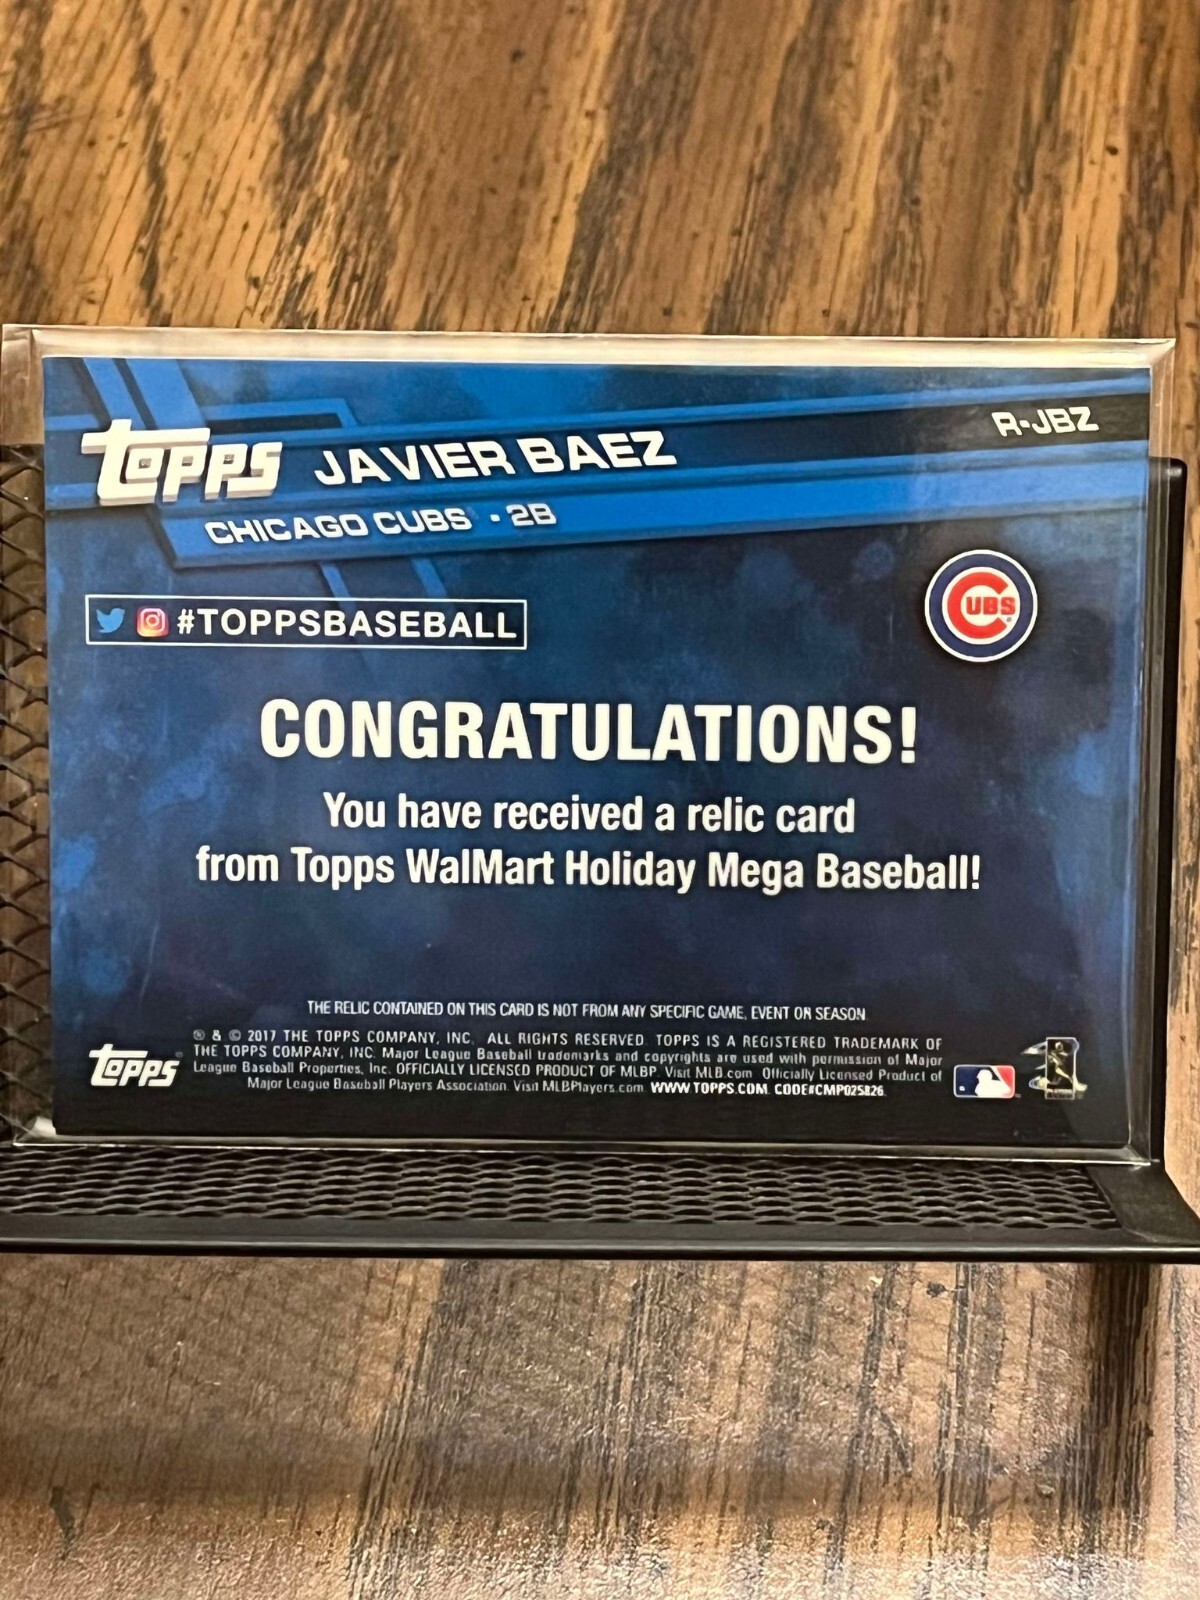 topps JAVIER BAEZ R-JBZ
CHICAGO CUBS · 2B
#TOPPSBASEBALL
CUBS
CONGRATULATIONS!
You have received a relic card
from Topps WalMart Holiday Mega Baseball!
THE RELIC CONTAINED ON THIS CARD IS NOT FROM ANY SPECIFIC GAME, EVENT OR SEASON
® & © 2017 THE TOPPS COMPANY, INC. ALL RIGHTS RESERVED. TOPPS IS A REGISTERED TRADEMARK OF
THE TOPPS COMPANY, INC. Major League Baseball trademarks and copyrights are used with permission of Major
League Baseball Properties, Inc. OFFICIALLY LICENSED PRODUCT OF MLBP. Visit MLB.com Officially Licensed Product of
Major League Baseball Players Association. Visit MLBPlayers.com WWW.TOPPS.COM. CODE#CMP025826
topps